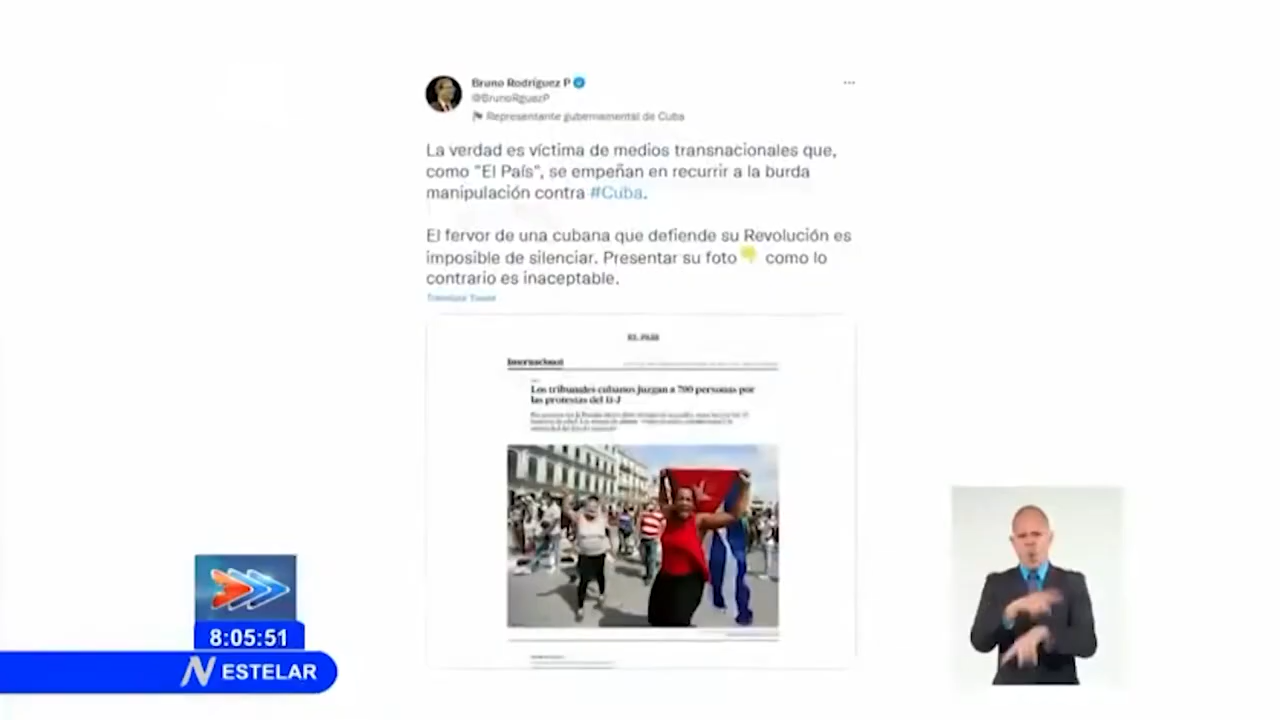 Bruno Rodríguez P
@BrunoRguezP
Representante gubernamental de Cuba
La verdad es víctima de medios transnacionales que,
como "El País", se empeñan en recurrir a la burda
manipulación contra #Cuba.
El fervor de una cubana que defiende su Revolución es
imposible de silenciar. Presentar su foto👎 como lo
contrario es inaceptable.
Translate Tweet
EL PAÍS
Internacional
Los tribunales cubanos juzgan a 700 personas por
las protestas del 11-J
8:05:51
N ESTELAR